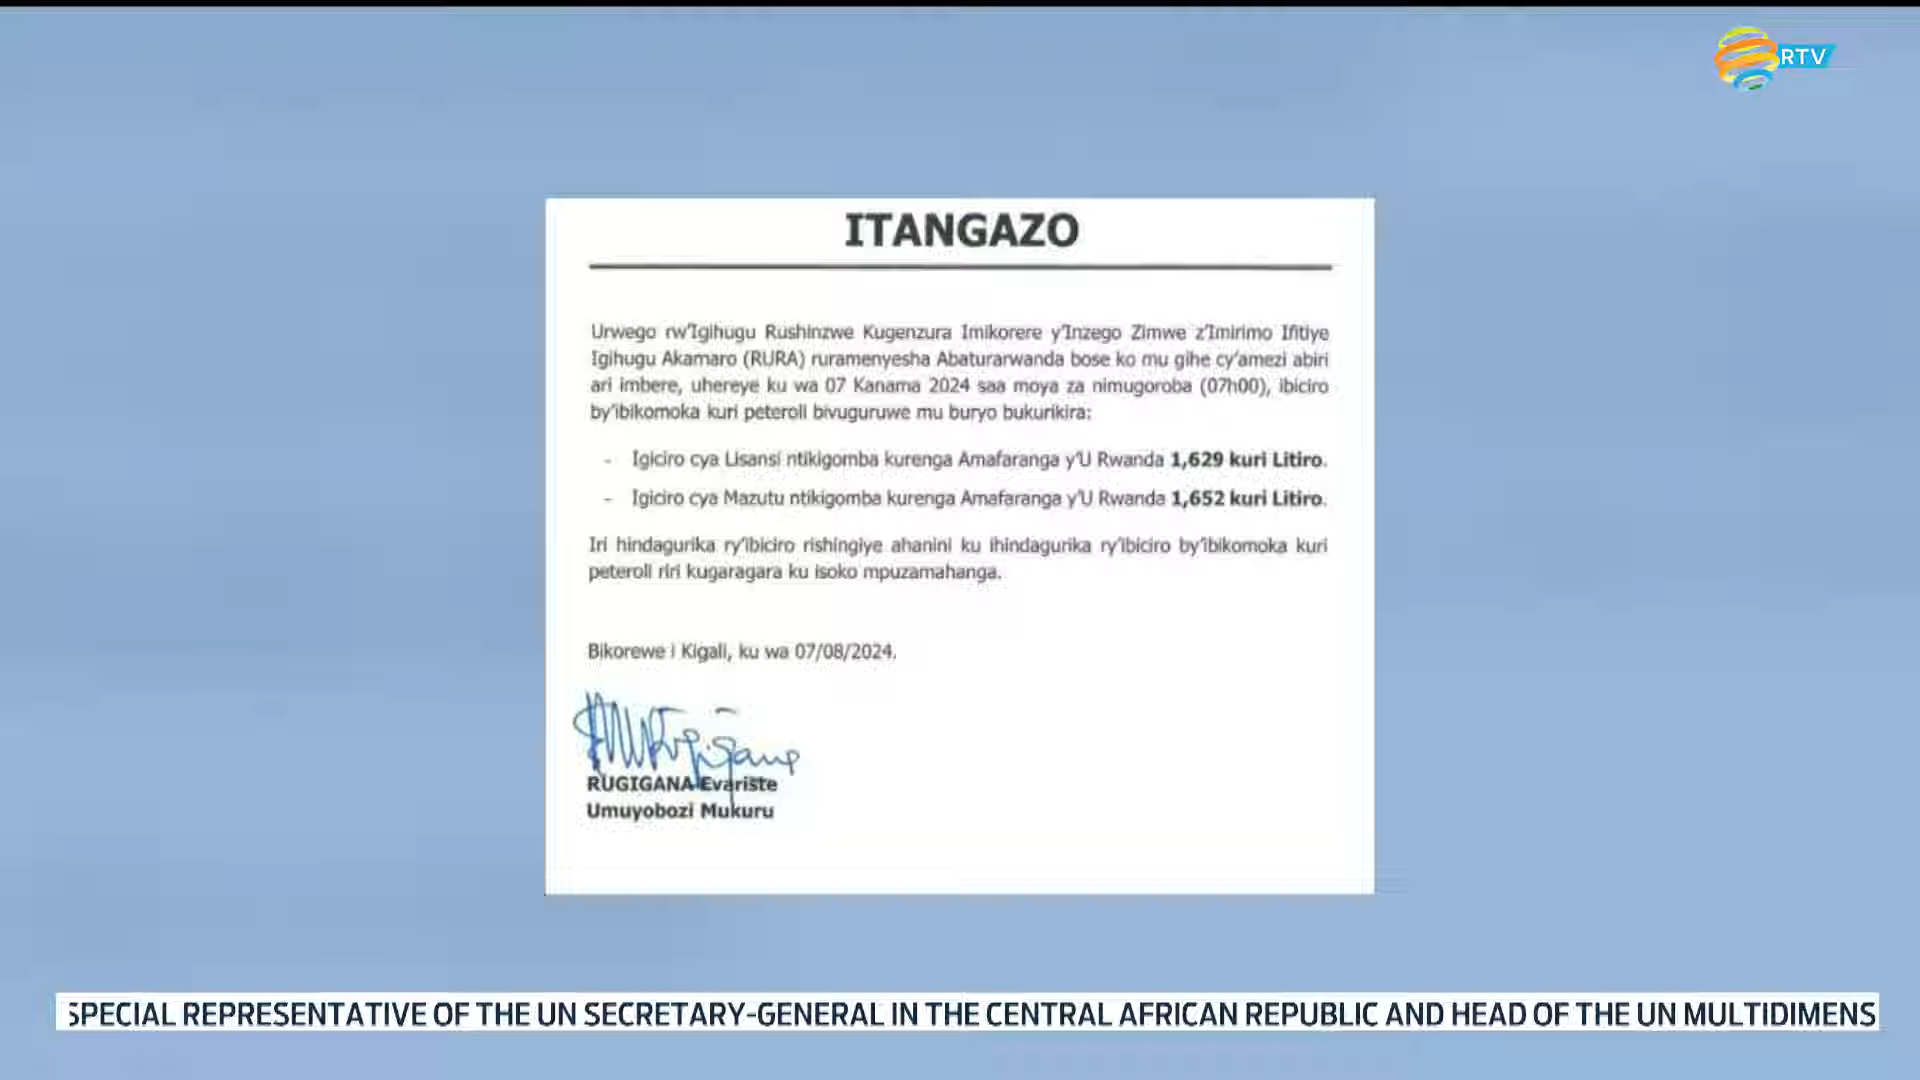 RTV
ITANGAZO
Urwego rw'Igihugu Rushinzwe Kugenzura Imikorere y'Inzego Zimwe z'Imirimo Ifitiye
Igihugu Akamaro (RURA) ruramenyesha Abaturarwanda bose ko mu gihe cy'amezi abiri
ari imbere, uhereye ku wa 07 Kanama 2024 saa moya za nimugoroba (07h00), ibiciro
by'ibikomoka kuri peteroli bivuguruwe mu buryo bukurikira:
- Igiciro cya Lisansi ntikigomba kurenga Amafaranga y'U Rwanda 1,629 kuri Litiro.
- Igiciro cya Mazutu ntikigomba kurenga Amafaranga y'U Rwanda 1,652 kuri Litiro.
Iri hindagurika ry'ibiciro rishingiye ahanini ku ihindagurika ry'ibiciro by'ibikomoka kuri
peteroli riri kugaragara ku isoko mpuzamahanga.
Bikorewe i Kigali, ku wa 07/08/2024.
RUGIGANA Evariste
Umuyobozi Mukuru
SPECIAL REPRESENTATIVE OF THE UN SECRETARY-GENERAL IN THE CENTRAL AFRICAN REPUBLIC AND HEAD OF THE UN MULTIDIMENS